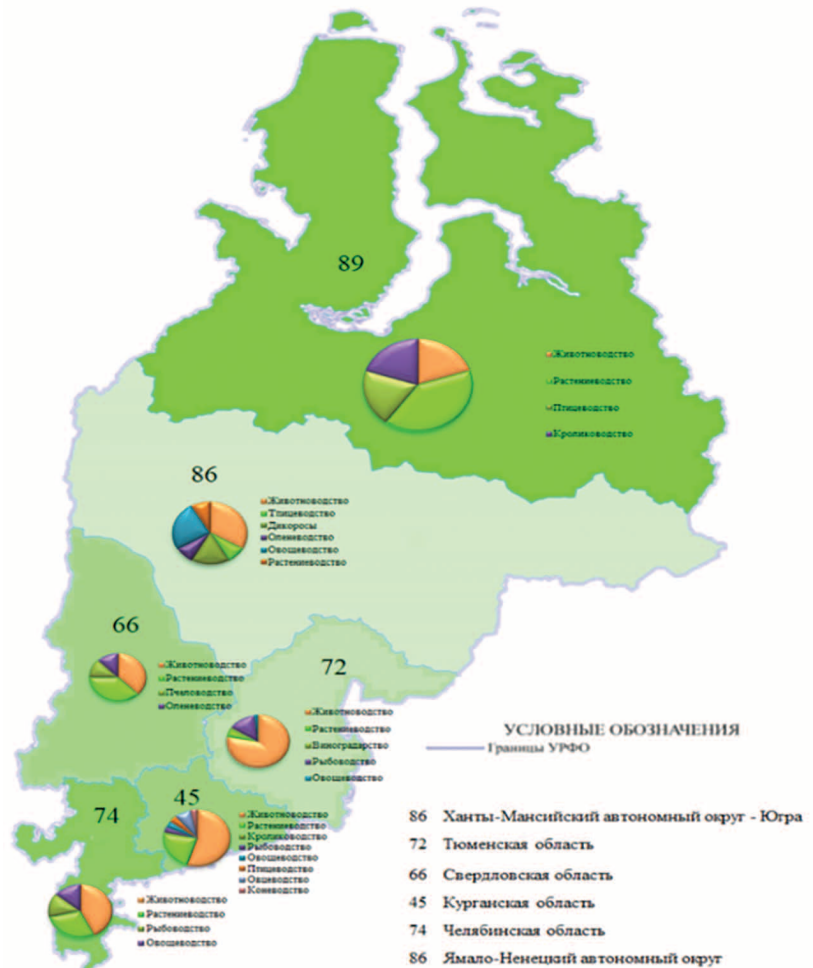 89
Животноводство
Растениеводство
Птицеводство
Кролиководство
86
Животноводство
Тпицеводство
Дикоросы
Оленеводство
Овощеводство
Растениеводство
66
Животноводство
Растениеводство
Пчеловодство
Оленеводство
72
Животноводство
Растениеводство
Виноградарство
Рыбоводство
Овощеводство
УСЛОВНЫЕ ОБОЗНАЧЕНИЯ
Границы УРФО
74
45
Животноводство
Растениеводство
Кролиководство
Рыбоводство
Овощеводство
Птицеводство
Овцеводство
Коневодство
Животноводство
Растениеводство
Рыбоводство
Овощеводство
86 Ханты-Мансийский автономный округ - Югра
72 Тюменская область
66 Свердловская область
45 Курганская область
74 Челябинская область
86 Ямало-Ненецкий автономный округ